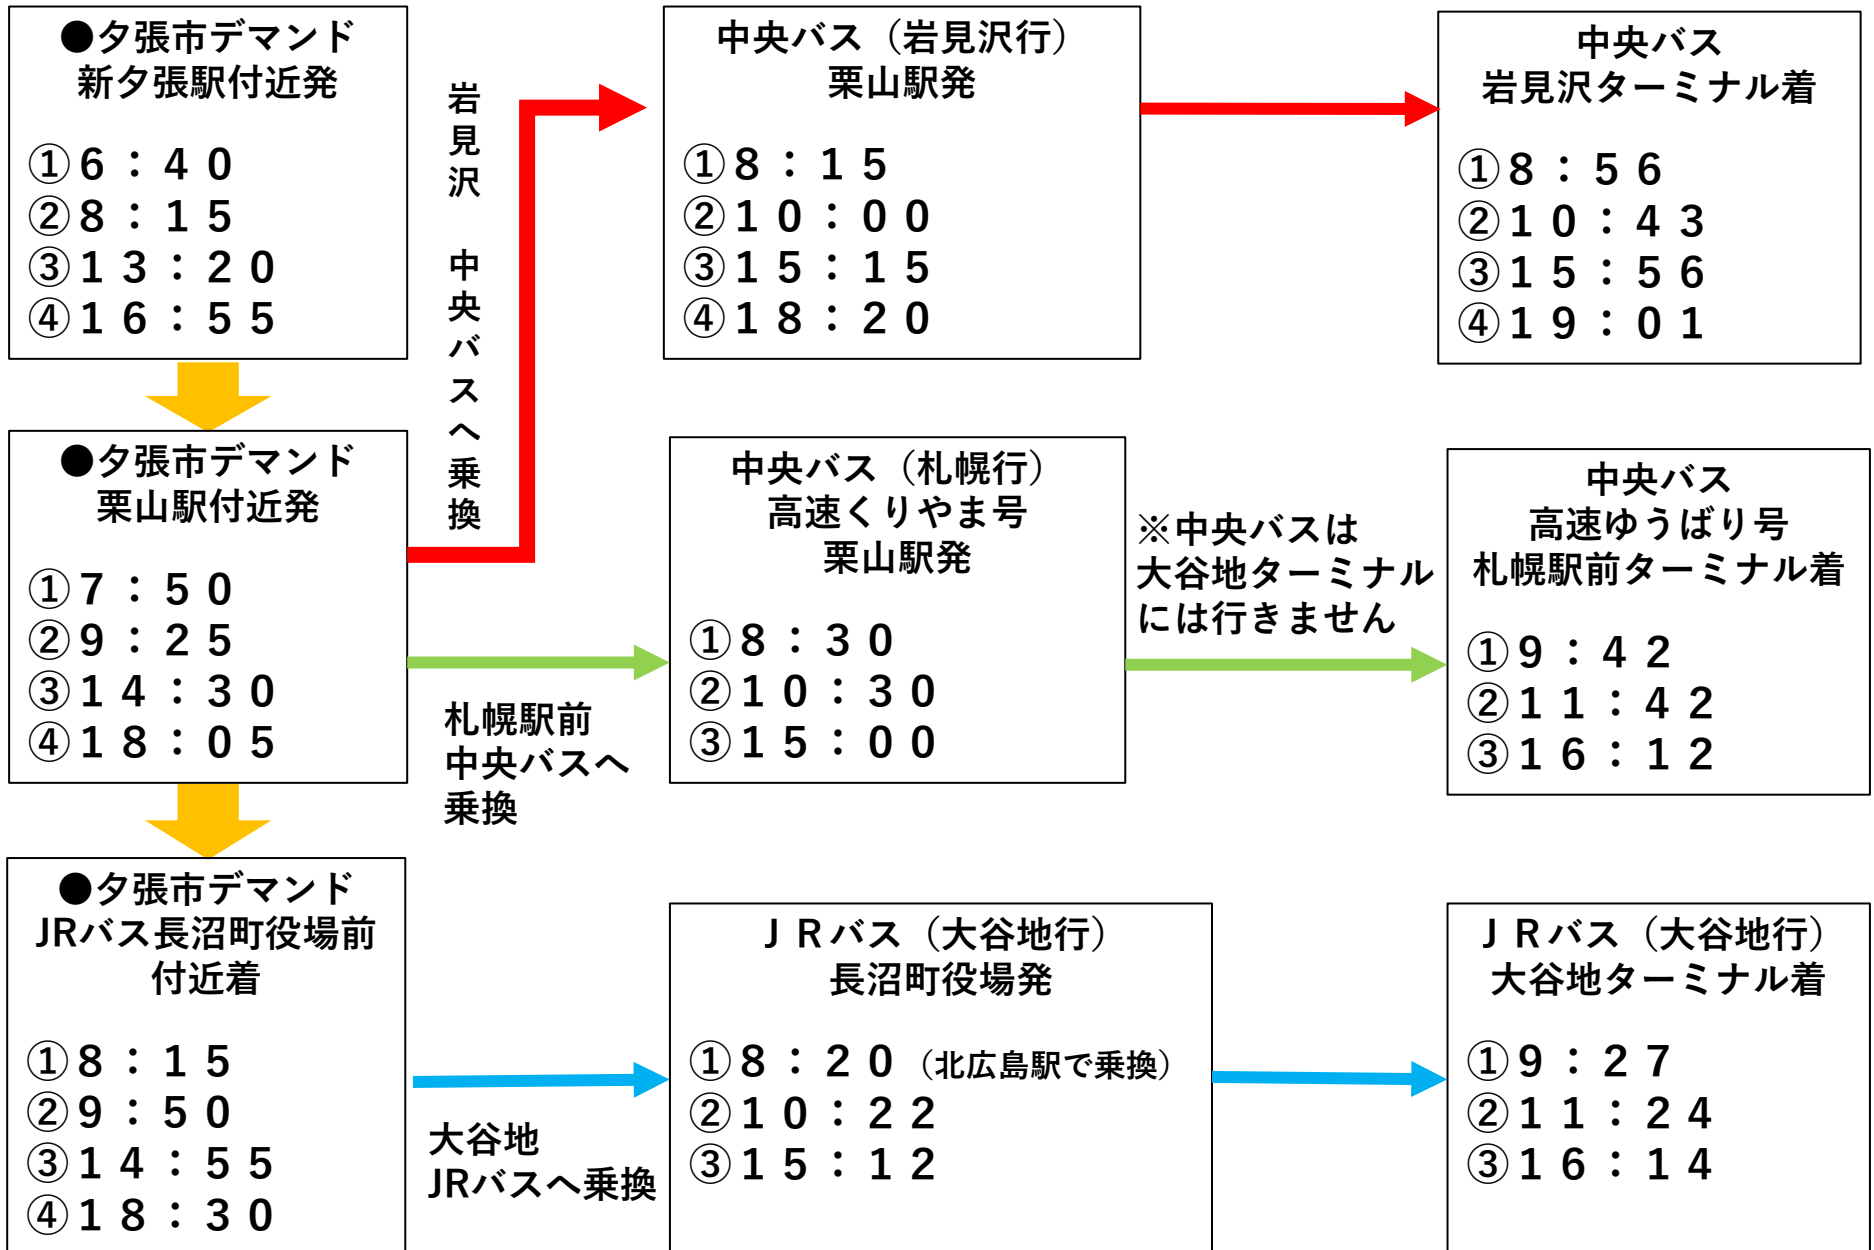 ●夕張市デマンド
新夕張駅付近発
①６：４０
②８：１５
③１３：２０
④１６：５５
岩見沢　中央バスへ乗換
中央バス（岩見沢行）
栗山駅発
①８：１５
②１０：００
③１５：１５
④１８：２０
中央バス
岩見沢ターミナル着
①８：５６
②１０：４３
③１５：５６
④１９：０１
●夕張市デマンド
栗山駅付近発
①７：５０
②９：２５
③１４：３０
④１８：０５
札幌駅前
中央バスへ
乗換
中央バス（札幌行）
高速くりやま号
栗山駅発
①８：３０
②１０：３０
③１５：００
※中央バスは
大谷地ターミナル
には行きません
中央バス
高速ゆうばり号
札幌駅前ターミナル着
①９：４２
②１１：４２
③１６：１２
●夕張市デマンド
JRバス長沼町役場前
付近着
①８：１５
②９：５０
③１４：５５
④１８：３０
大谷地
JRバスへ乗換
ＪＲバス（大谷地行）
長沼町役場発
①８：２０（北広島駅で乗換）
②１０：２２
③１５：１２
ＪＲバス（大谷地行）
大谷地ターミナル着
①９：２７
②１１：２４
③１６：１４